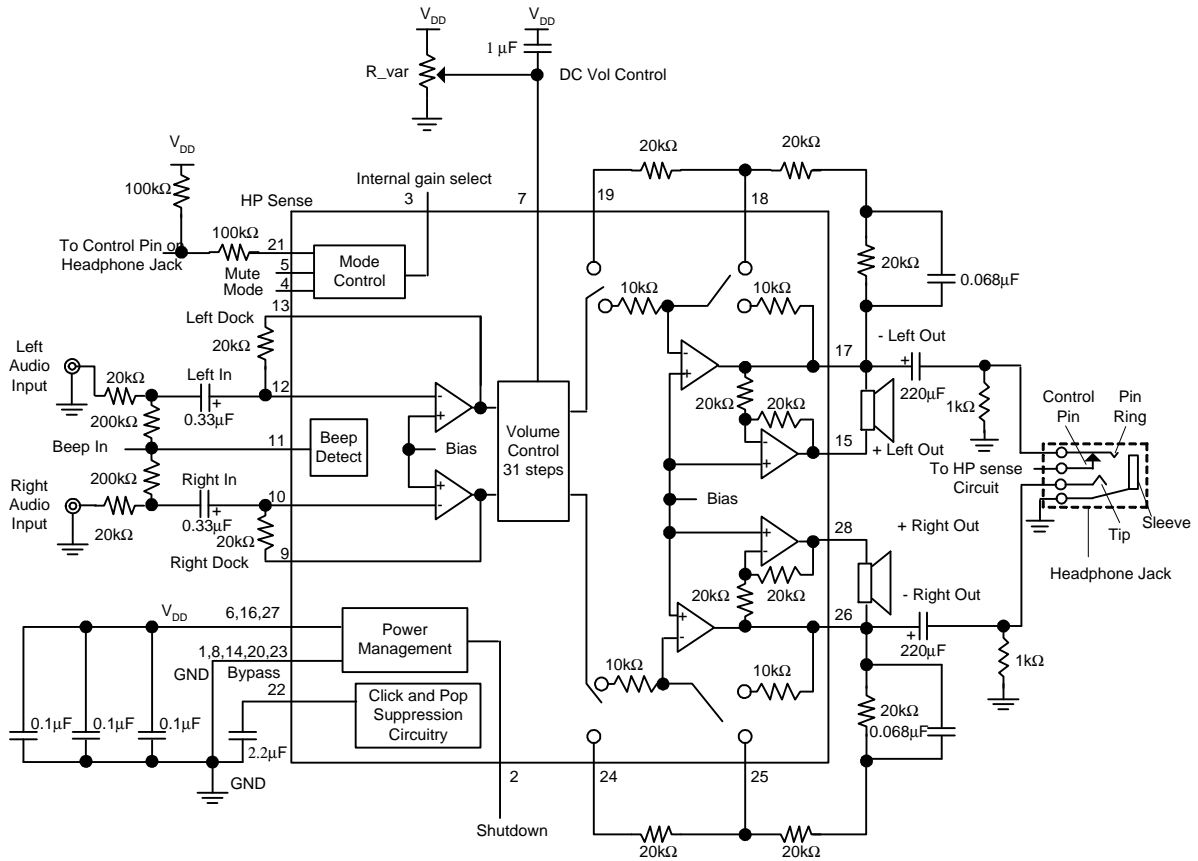 V_DD
V_DD
1 µF
R_var
DC Vol Control
V_DD
100kΩ
HP Sense
Internal gain select
3
7
19
20kΩ
20kΩ
18
To Control Pin on
Headphone Jack
100kΩ
21
5
Mute
4
Mode
Mode
Control
13
Left Dock
20kΩ
Left
Audio
Input
20kΩ
Left In
12
0.33µF
+
200kΩ
Beep In
11
Beep
Detect
Bias
200kΩ
Right In
10
Right
Audio
Input
20kΩ
0.33µF
+
20kΩ
9
Right Dock
-
+
+
-
Volume
Control
31 steps
10kΩ
10kΩ
20kΩ
0.068µF
- Left Out
17
-
+
20kΩ
20kΩ
-
+
15
+ Left Out
+
220µF
1kΩ
Control
Pin
Pin
Ring
To HP sense
Circuit
Sleeve
Tip
Headphone Jack
Bias
28
+ Right Out
+
-
20kΩ
20kΩ
+
-
26
- Right Out
+
220µF
1kΩ
10kΩ
10kΩ
20kΩ
0.068µF
V_DD
6,16,27
1,8,14,20,23
GND
Bypass
22
Power
Management
Click and Pop
Suppression
Circuitry
0.1µF
0.1µF
0.1µF
2.2µF
GND
2
Shutdown
24
25
20kΩ
20kΩ